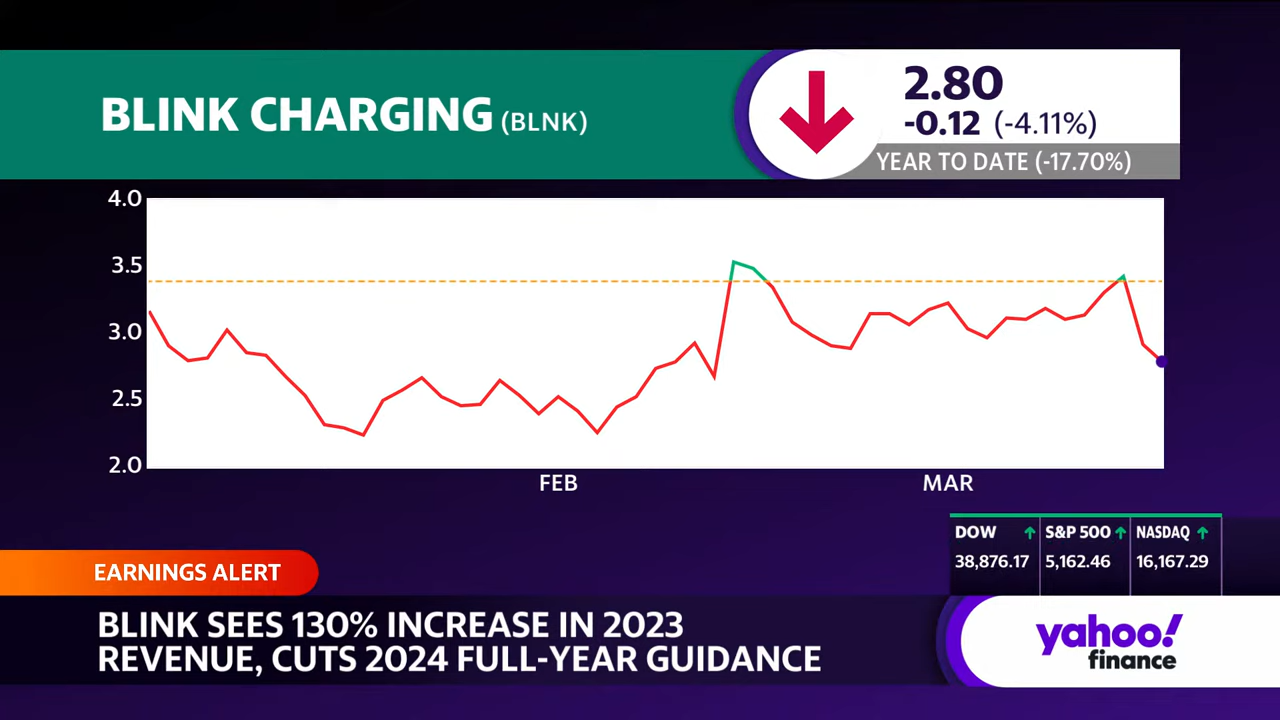 BLINK CHARGING (BLNK)
2.80
-0.12 (-4.11%)
YEAR TO DATE (-17.70%)
4.0
3.5
3.0
2.5
2.0
FEB
MAR
DOW
38,876.17
S&P 500
5,162.46
NASDAQ
16,167.29
EARNINGS ALERT
BLINK SEES 130% INCREASE IN 2023
REVENUE, CUTS 2024 FULL-YEAR GUIDANCE
yahoo!
finance